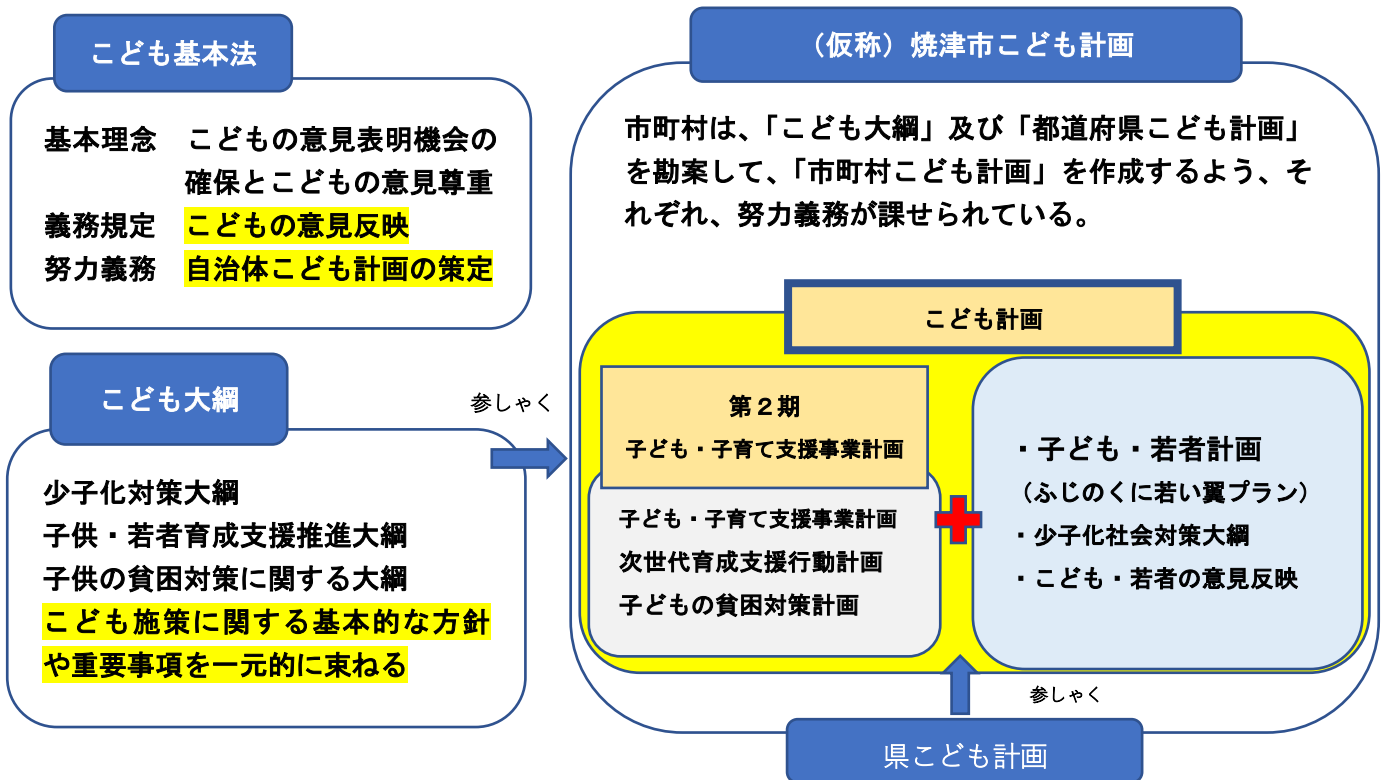 こども基本法
基本理念　こどもの意見表明機会の
確保とこどもの意見尊重
義務規定　こどもの意見反映
努力義務　自治体こども計画の策定
こども大綱
少子化対策大綱
子供・若者育成支援推進大綱
子供の貧困対策に関する大綱
こども施策に関する基本的な方針
や重要事項を一元的に束ねる
参しゃく
（仮称）焼津市こども計画
市町村は、「こども大綱」及び「都道府県こども計画」
を勘案して、「市町村こども計画」を作成するよう、そ
れぞれ、努力義務が課せられている。
こども計画
第２期
子ども・子育て支援事業計画
子ども・子育て支援事業計画
次世代育成支援行動計画
子どもの貧困対策計画
・子ども・若者計画
（ふじのくに若い翼プラン）
・少子化社会対策大綱
・こども・若者の意見反映
参しゃく
県こども計画